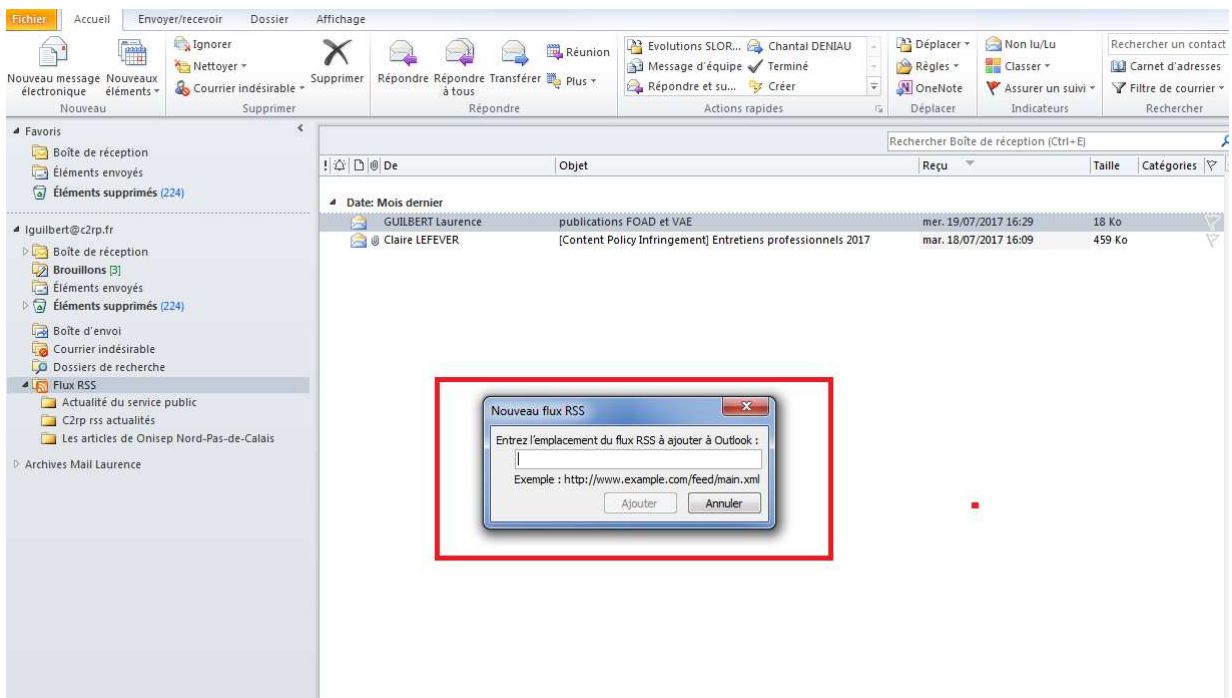 Fichier Accueil Envoyer/recevoir Dossier Affichage
Nouveau message électronique
Nouveaux éléments
Nouveau
Ignorer
Nettoyer
Courrier indésirable
Supprimer
Supprimer
Répondre
Répondre à tous
Transférer
Réunion
Plus
Répondre
Evolutions SLOR... Chantal DENIAU
Message d'équipe Terminé
Répondre et su... Créer
Actions rapides
Déplacer
Règles
OneNote
Déplacer
Non lu/Lu
Classer
Assurer un suivi
Indicateurs
Rechercher un contact
Carnet d'adresses
Filtre de courrier
Rechercher
Favoris
Boîte de réception
Éléments envoyés
Éléments supprimés (224)
lguilbert@c2rp.fr
Boîte de réception
Brouillons [3]
Éléments envoyés
Éléments supprimés (224)
Boîte d'envoi
Courrier indésirable
Dossiers de recherche
Flux RSS
Actualité du service public
C2rp rss actualités
Les articles de Onisep Nord-Pas-de-Calais
Archives Mail Laurence
Rechercher Boîte de réception (Ctrl+E)
! De Objet Reçu Taille Catégories
Date: Mois dernier
GUILBERT Laurence publications FOAD et VAE mer. 19/07/2017 16:29 18 Ko
Claire LEFEVER [Content Policy Infringement] Entretiens professionnels 2017 mar. 18/07/2017 16:09 459 Ko
Nouveau flux RSS
Entrez l'emplacement du flux RSS à ajouter à Outlook :
Exemple : http://www.example.com/feed/main.xml
Ajouter Annuler